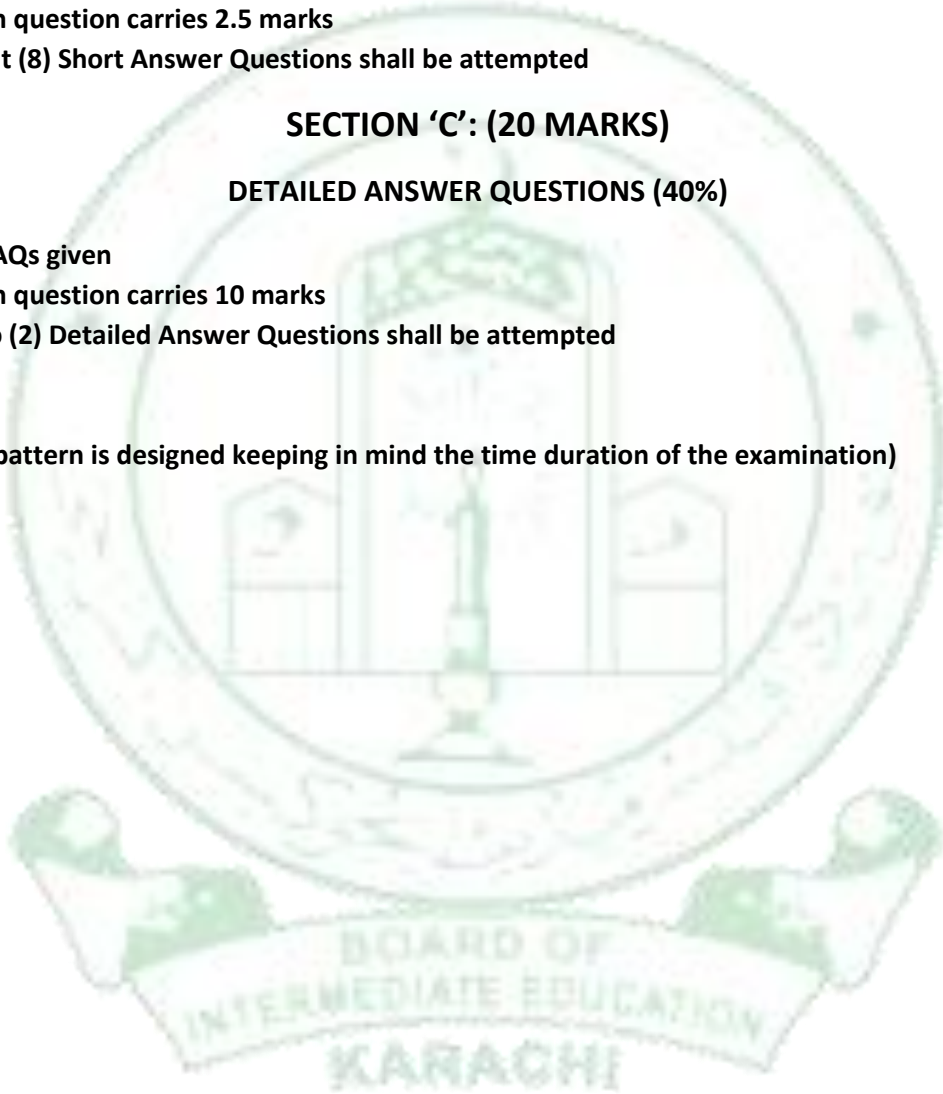 n question carries 2.5 marks
t (8) Short Answer Questions shall be attempted
SECTION ‘C’: (20 MARKS)
DETAILED ANSWER QUESTIONS (40%)
AQs given
n question carries 10 marks
o (2) Detailed Answer Questions shall be attempted
pattern is designed keeping in mind the time duration of the examination)
BOARD OF
INTERMEDIATE EDUCATION
KARACHI